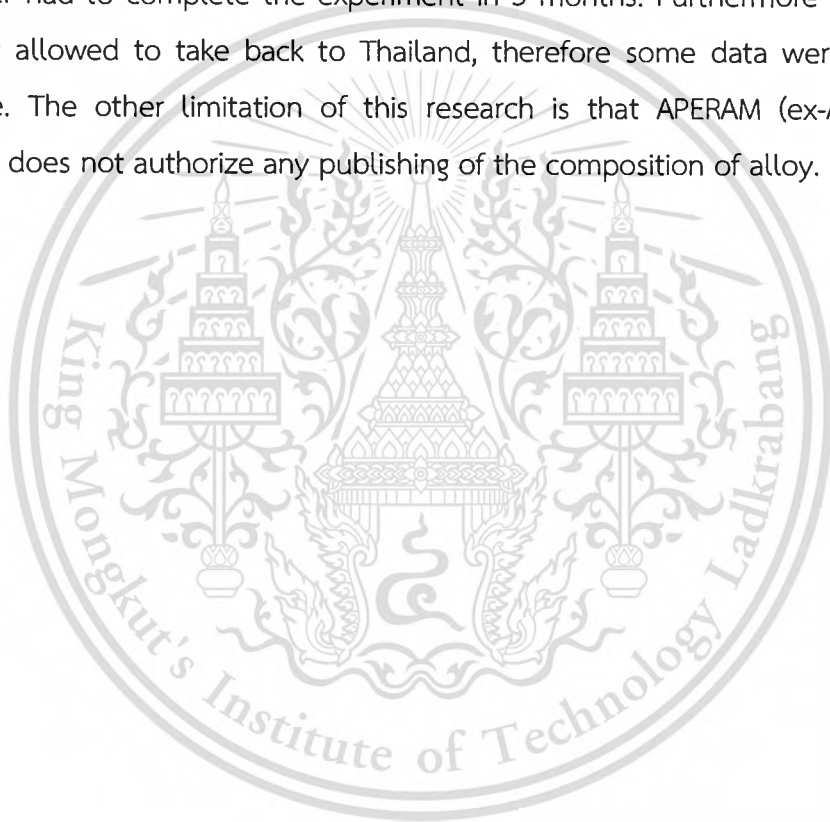 had to complete the experiment in 3 months. Furthermore
allowed to take back to Thailand, therefore some data wer
The other limitation of this research is that APERAM (ex-
does not authorize any publishing of the composition of alloy.
King Mongkut's Institute of Technology Ladkrabang